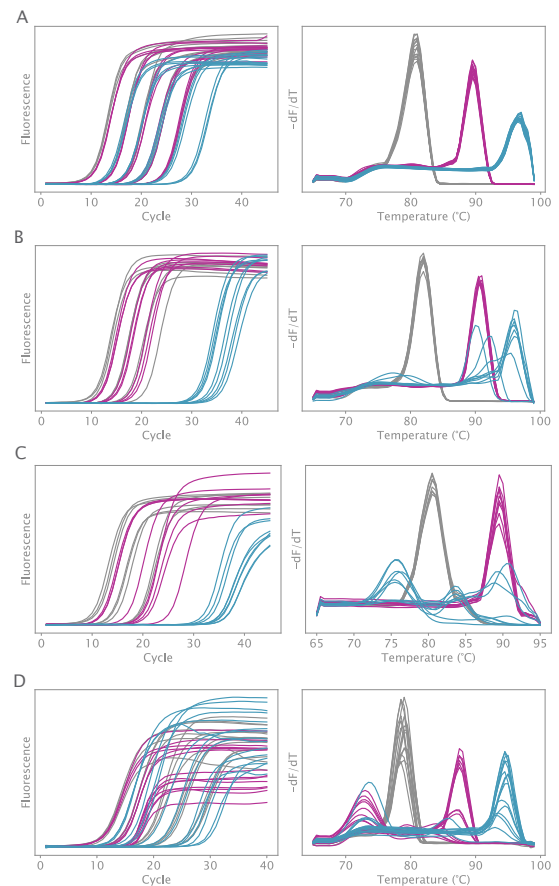 A
Fluorescence
0 10 20 30 40
Cycle
-dF/dT
70 80 90 100
Temperature (°C)
B
Fluorescence
0 10 20 30 40
Cycle
-dF/dT
70 80 90 100
Temperature (°C)
C
Fluorescence
0 10 20 30 40
Cycle
-dF/dT
65 70 75 80 85 90 95
Temperature (°C)
D
Fluorescence
0 10 20 30 40
Cycle
-dF/dT
70 80 90 100
Temperature (°C)